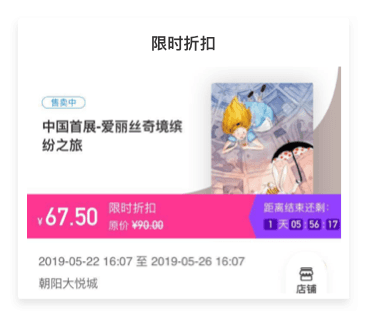 限时折扣
售卖中
中国首展-爱丽丝奇境缤
纷之旅
¥67.50
限时折扣
原价 ¥90.00
距离结束还剩：
1 天 05 : 56 : 17
2019-05-22 16:07 至 2019-05-26 16:07
朝阳大悦城
店铺